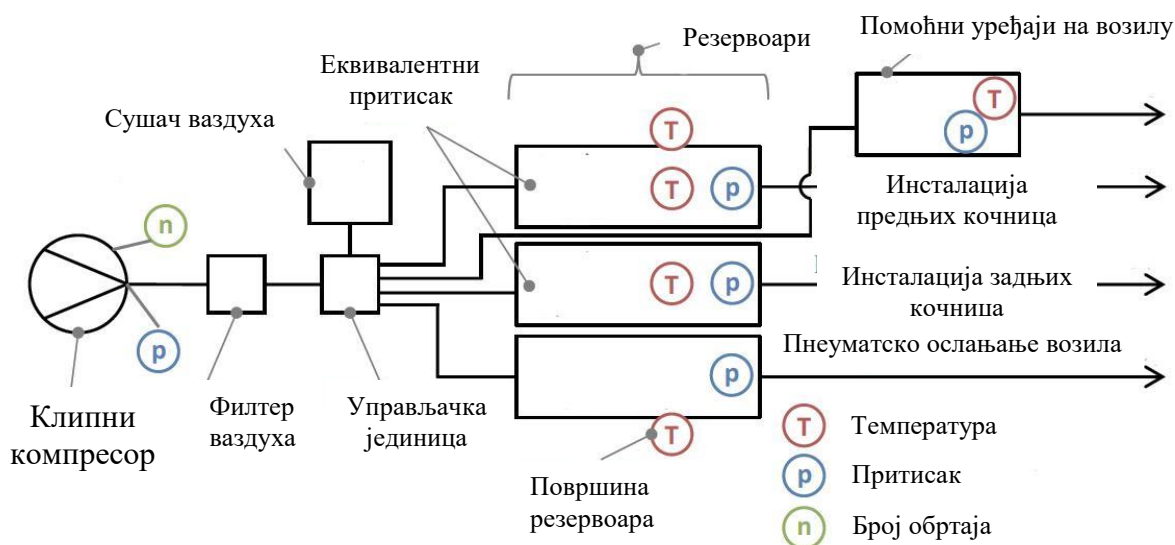 Помоћни уређаји на возилу
Резервоари
Еквивалентни
притисак
Сушач ваздуха
T
p
T
T
p
Инсталација
предњих кочница
n
T
p
Инсталација задњих
кочница
p
Пнеуматско ослањање возила
p
T
Клипни
компресор
Филтер
ваздуха
Управљачка
јединица
Површина
резервоара
T Температура
p Притисак
n Број обртаја